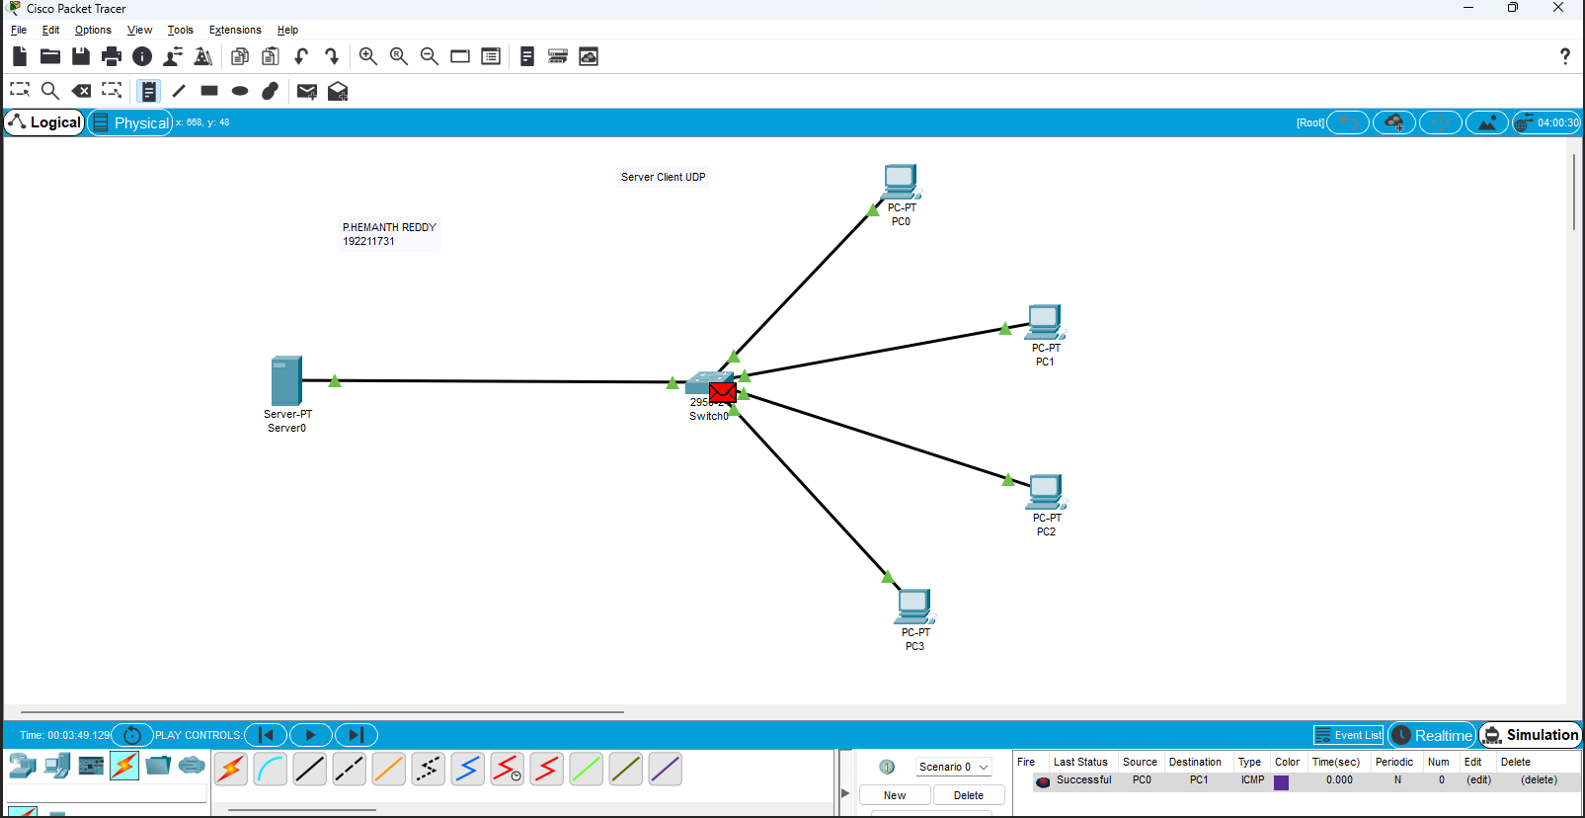 Cisco Packet Tracer
File Edit Options View Tools Extensions Help
?
Logical Physical x: 668, y: 48 [Root] 04:00:30
Server Client UDP
P.HEMANTH REDDY
192211731
PC-PT
PC0
PC-PT
PC1
Server-PT
Server0
Switch0
PC-PT
PC2
PC-PT
PC3
Time: 00:03:49.129 PLAY CONTROLS: Event List Realtime Simulation
Scenario 0
New Delete
Fire Last Status Source Destination Type Color Time(sec) Periodic Num Edit Delete
Successful PC0 PC1 ICMP 0.000 N 0 (edit) (delete)